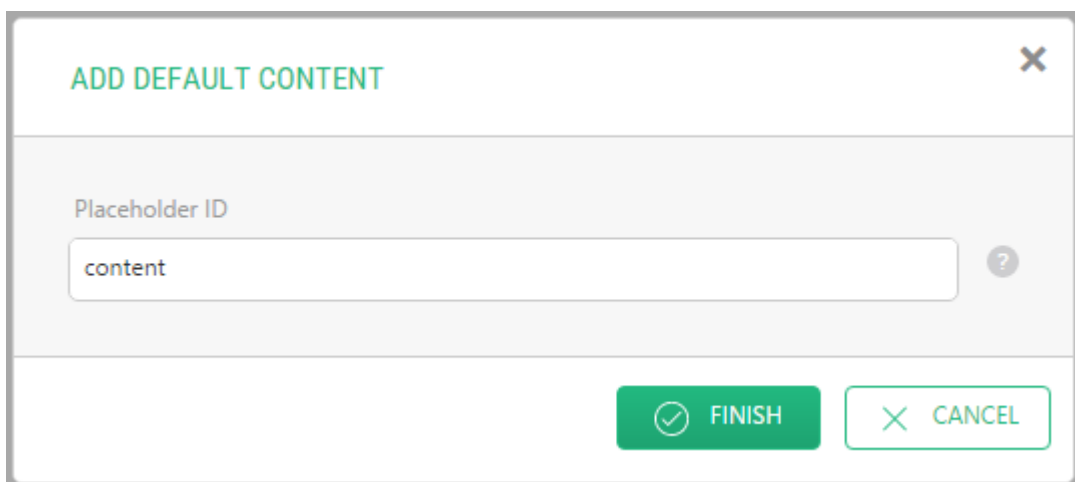 ADD DEFAULT CONTENT
Placeholder ID
content
?
FINISH
CANCEL